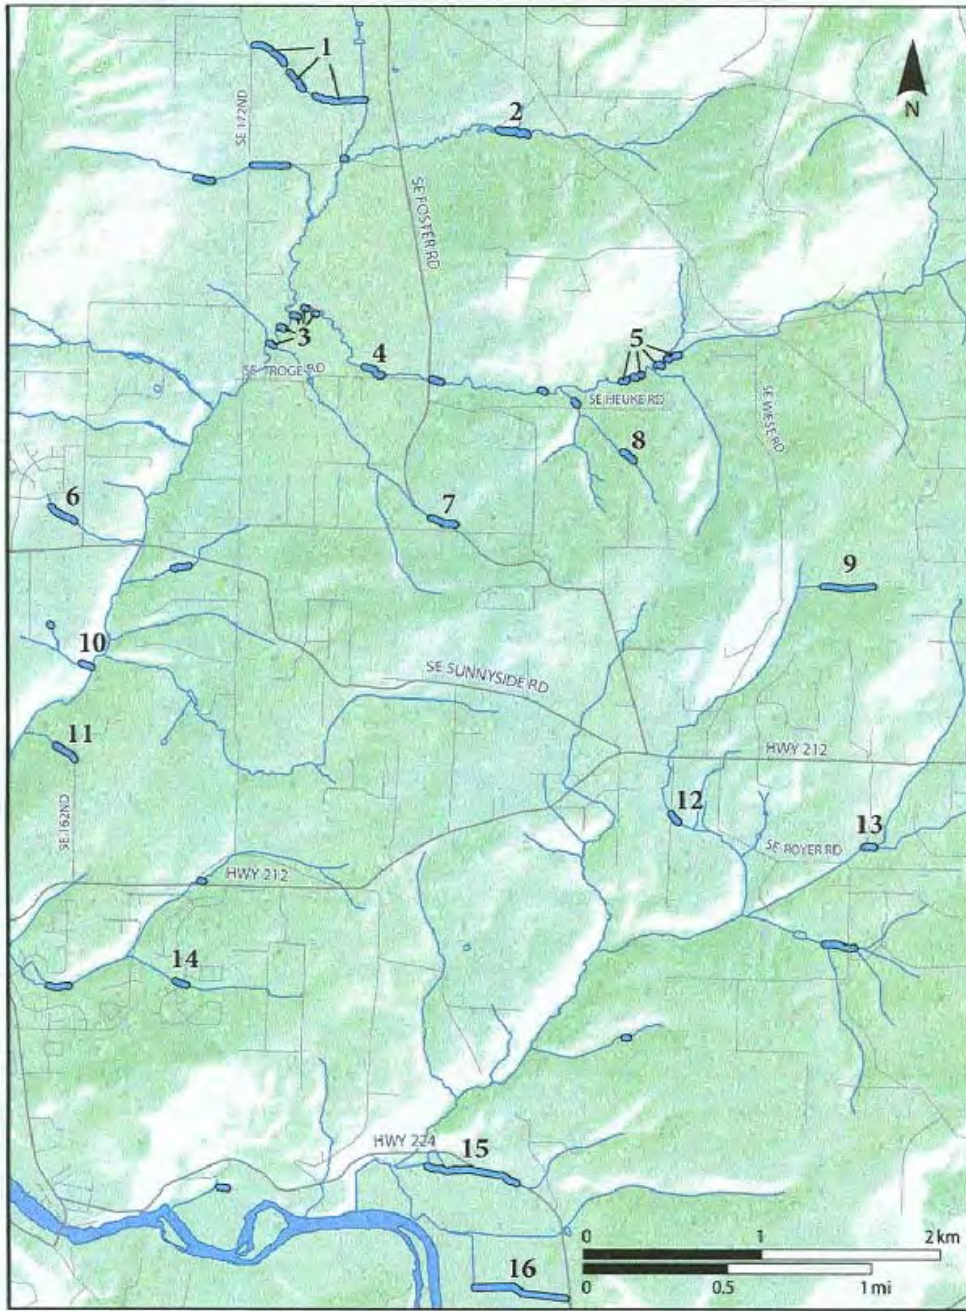 1
2
N
SE 172ND
SE FOSTER RD
3
4
5
SE TROGE RD
SE HEUKE RD
SE WIESE RD
8
6
7
9
10
SE SUNNYSIDE RD
11
HWY 212
12
13
SE 162ND
SE ROYER RD
HWY 212
14
HWY 224
15
0 1 2 km
16
0 0.5 1 mi